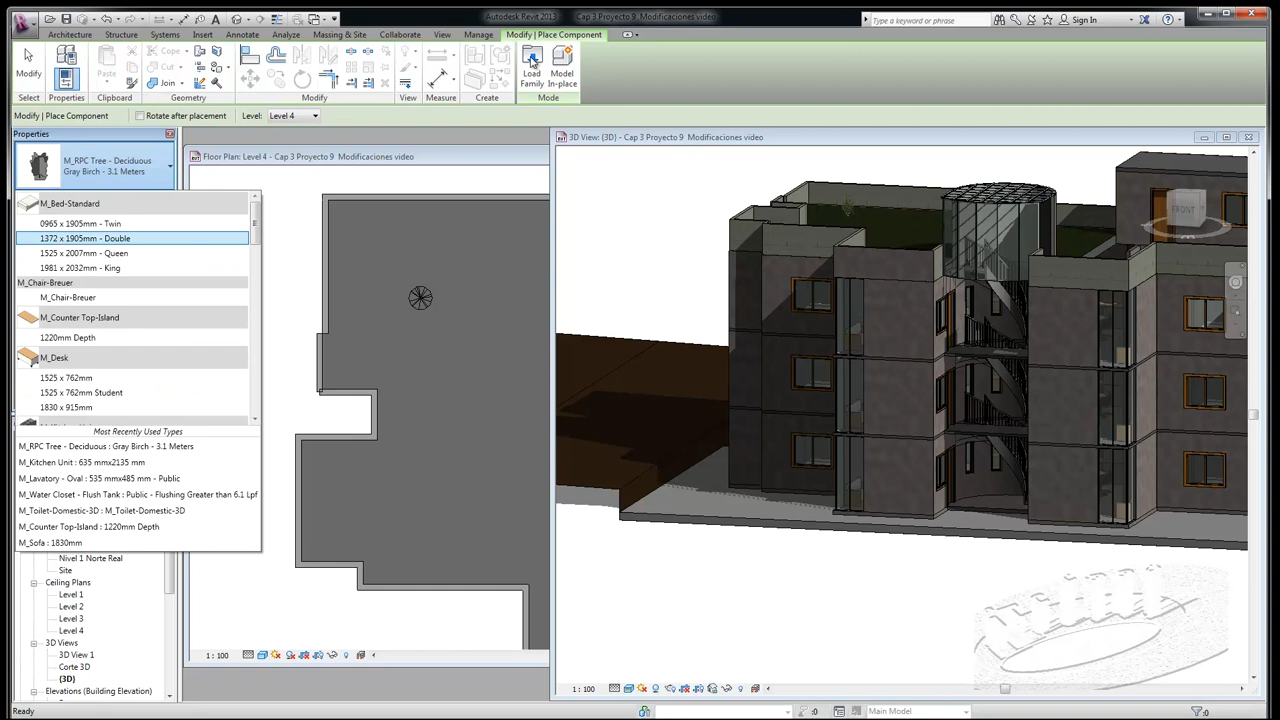 Autodesk Revit 2013    Cap 3 Proyecto 9  Modificaciones video
Type a keyword or phrase
Sign In
Architecture
Structure
Systems
Insert
Annotate
Analyze
Massing & Site
Collaborate
View
Manage
Modify | Place Component
Modify
Paste
Cope
Join
Load Family
Model In-place
Select
Properties
Clipboard
Geometry
Modify
View
Measure
Create
Mode
Modify | Place Component
Rotate after placement
Level: Level 4
Properties
M_RPC Tree - Deciduous
Gray Birch - 3.1 Meters
M_Bed-Standard
0965 x 1905mm - Twin
1372 x 1905mm - Double
1525 x 2007mm - Queen
1981 x 2032mm - King
M_Chair-Breuer
M_Chair-Breuer
M_Counter Top-Island
1220mm Depth
M_Desk
1525 x 762mm
1525 x 762mm Student
1830 x 915mm
Most Recently Used Types
M_RPC Tree - Deciduous : Gray Birch - 3.1 Meters
M_Kitchen Unit : 635 mmx2135 mm
M_Lavatory - Oval : 535 mmx485 mm - Public
M_Water Closet - Flush Tank : Public - Flushing Greater than 6.1 Lpf
M_Toilet-Domestic-3D : M_Toilet-Domestic-3D
M_Counter Top-Island : 1220mm Depth
M_Sofa : 1830mm
Nivel 1 Norte Real
Site
Ceiling Plans
Level 1
Level 2
Level 3
Level 4
3D Views
3D View 1
Corte 3D
{3D}
Elevations (Building Elevation)
Floor Plan: Level 4 - Cap 3 Proyecto 9  Modificaciones video
1 : 100
3D View: {3D} - Cap 3 Proyecto 9  Modificaciones video
FRONT
1 : 100
Ready
:0
Main Model
:0